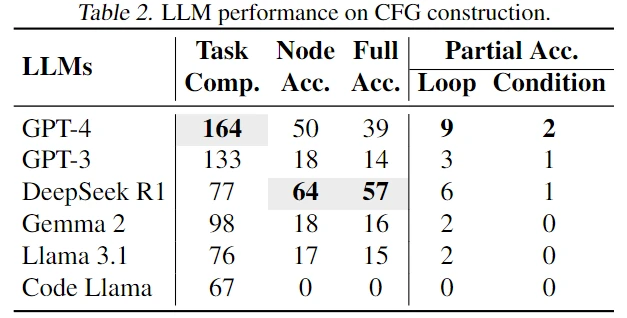 Table 2. LLM performance on CFG construction.
LLMs Task Comp. Node Acc. Full Acc. Partial Acc.
Loop Condition
GPT-4 164 50 39 9 2
GPT-3 133 18 14 3 1
DeepSeek R1 77 64 57 6 1
Gemma 2 98 18 16 2 0
Llama 3.1 76 17 15 2 0
Code Llama 67 0 0 0 0